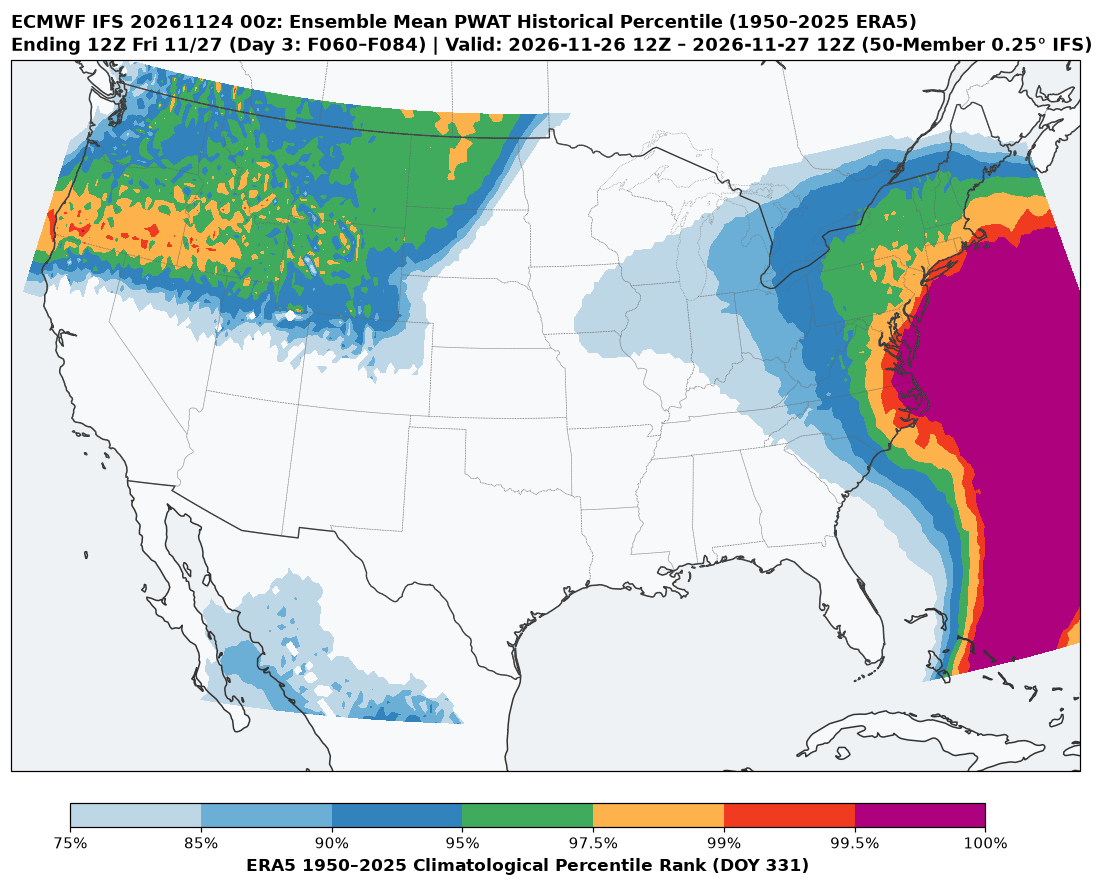 ECMWF IFS 20261124 00z: Ensemble Mean PWAT Historical Percentile (1950–2025 ERA5)
Ending 12Z Fri 11/27 (Day 3: F060–F084) | Valid: 2026-11-26 12Z – 2026-11-27 12Z (50-Member 0.25° IFS)
75% 85% 90% 95% 97.5% 99% 99.5% 100%
ERA5 1950–2025 Climatological Percentile Rank (DOY 331)